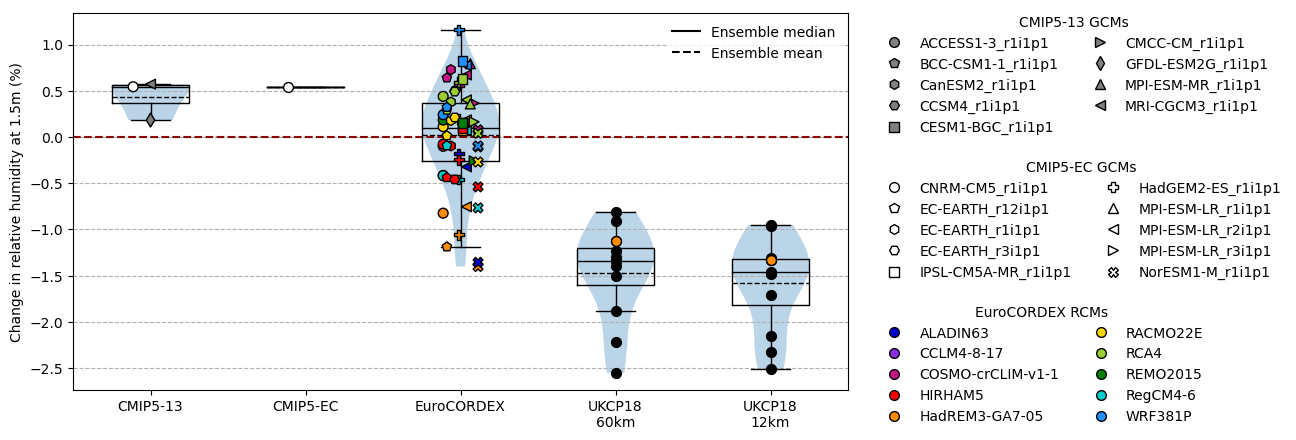 Change in relative humidity at 1.5m (%)
1.0
0.5
0.0
−0.5
−1.0
−1.5
−2.0
−2.5
Ensemble median
Ensemble mean
CMIP5-13
CMIP5-EC
EuroCORDEX
UKCP18
60km
UKCP18
12km
CMIP5-13 GCMs
ACCESS1-3_r1i1p1
BCC-CSM1-1_r1i1p1
CanESM2_r1i1p1
CCSM4_r1i1p1
CESM1-BGC_r1i1p1
CMCC-CM_r1i1p1
GFDL-ESM2G_r1i1p1
MPI-ESM-MR_r1i1p1
MRI-CGCM3_r1i1p1
CMIP5-EC GCMs
CNRM-CM5_r1i1p1
EC-EARTH_r12i1p1
EC-EARTH_r1i1p1
EC-EARTH_r3i1p1
IPSL-CM5A-MR_r1i1p1
HadGEM2-ES_r1i1p1
MPI-ESM-LR_r1i1p1
MPI-ESM-LR_r2i1p1
MPI-ESM-LR_r3i1p1
NorESM1-M_r1i1p1
EuroCORDEX RCMs
ALADIN63
CCLM4-8-17
COSMO-crCLIM-v1-1
HIRHAM5
HadREM3-GA7-05
RACMO22E
RCA4
REMO2015
RegCM4-6
WRF381P